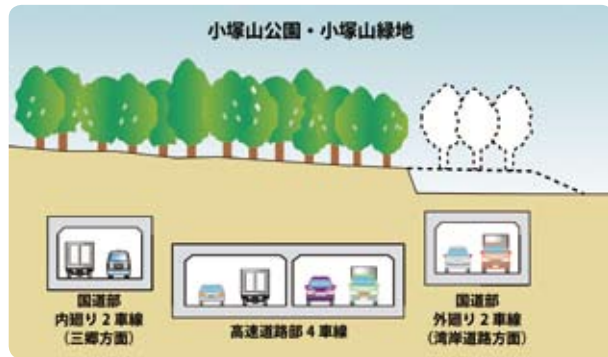 小塚山公園・小塚山緑地
国道部
内廻り2車線
(三郷方面)
高速道路部4車線
国道部
外廻り2車線
(湾岸道路方面)